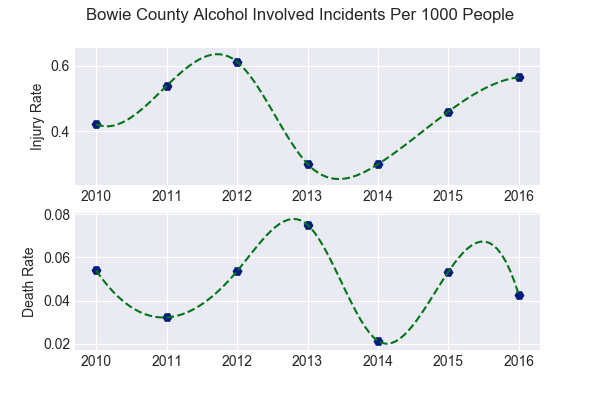 Bowie County Alcohol Involved Incidents Per 1000 People
Injury Rate
0.6
0.4
2010 2011 2012 2013 2014 2015 2016
Death Rate
0.08
0.06
0.04
0.02
2010 2011 2012 2013 2014 2015 2016